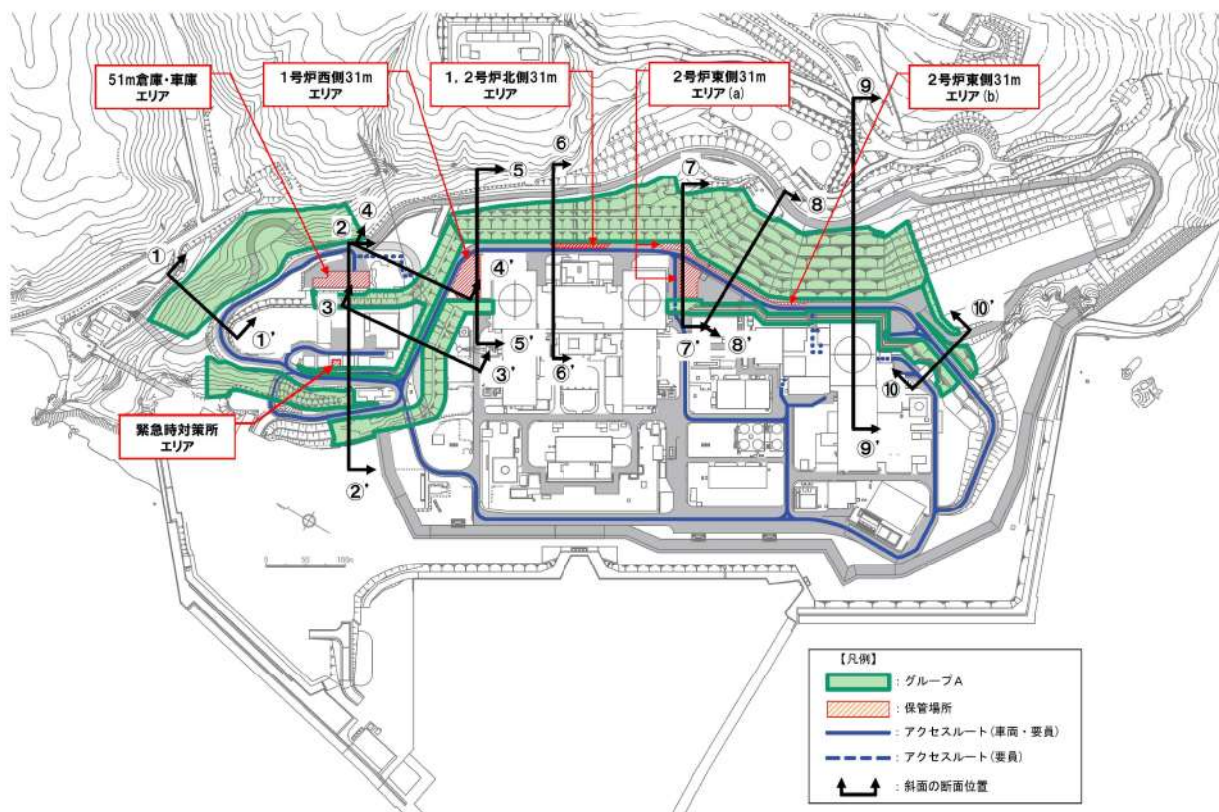 51m倉庫・車庫
エリア
1号炉西側31m
エリア
1，2号炉北側31m
エリア
2号炉東側31m
エリア(a)
2号炉東側31m
エリア(b)
⑨
⑥
⑤
⑦
⑧
②
④
①
④'
③
⑩'
①'
⑤'
⑥'
⑦'
⑧'
③'
⑩
緊急時対策所
エリア
⑨'
②'
0 50 100m
【凡例】
：グループA
：保管場所
：アクセスルート(車両・要員)
：アクセスルート(要員)
：斜面の断面位置